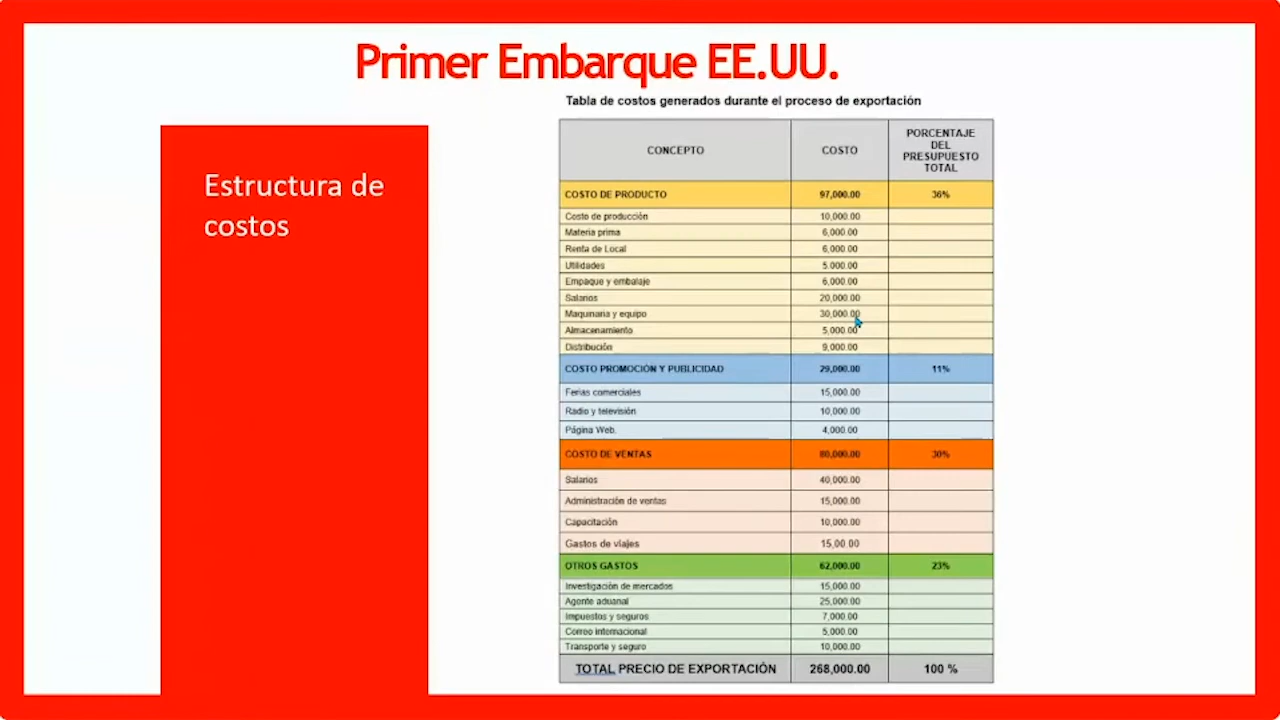 Primer Embarque EE.UU.
Estructura de
costos
Tabla de costos generados durante el proceso de exportación
CONCEPTO COSTO PORCENTAJE
DEL
PRESUPUESTO
TOTAL
COSTO DE PRODUCTO 97,000.00 36%
Costo de producción 10,000.00
Materia prima 6,000.00
Renta de Local 6,000.00
Utilidades 5.000.00
Empaque y embalaje 6,000.00
Salarios 20,000.00
Maquinaria y equipo 30,000.00
Almacenamiento 5,000.00
Distribución 9,000.00
COSTO PROMOCIÓN Y PUBLICIDAD 29,000.00 11%
Ferias comerciales 15,000.00
Radio y televisión 10,000.00
Página Web. 4,000.00
COSTO DE VENTAS 80,000.00 30%
Salarios 40,000.00
Administración de ventas 15,000.00
Capacitación 10,000.00
Gastos de viajes 15,00.00
OTROS GASTOS 62,000.00 23%
Investigación de mercados 15,000.00
Agente aduanal 25,000.00
Impuestos y seguros 7,000.00
Correo internacional 5,000.00
Transporte y seguro 10,000.00
TOTAL PRECIO DE EXPORTACIÓN 268,000.00 100 %